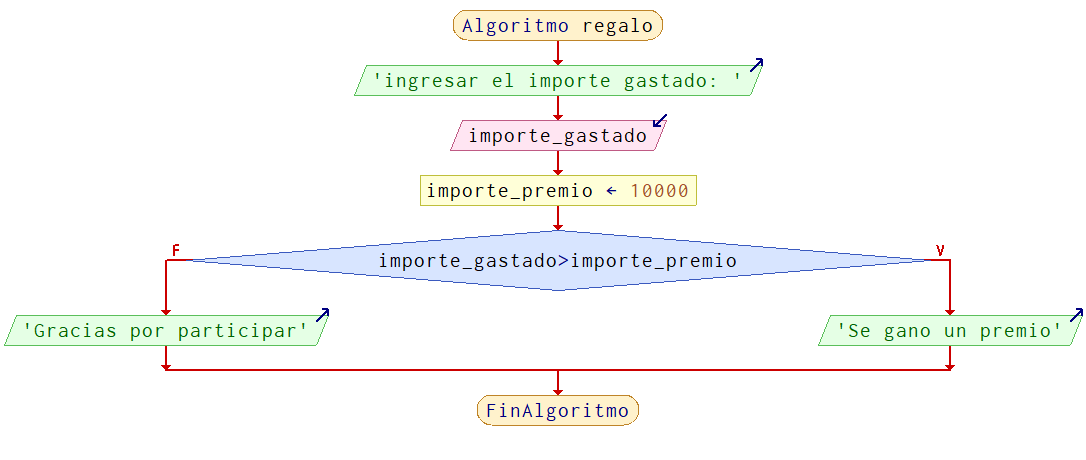 Algoritmo regalo
'ingresar el importe gastado: '
importe_gastado
importe_premio ← 10000
F
V
importe_gastado>importe_premio
'Gracias por participar'
'Se gano un premio'
FinAlgoritmo